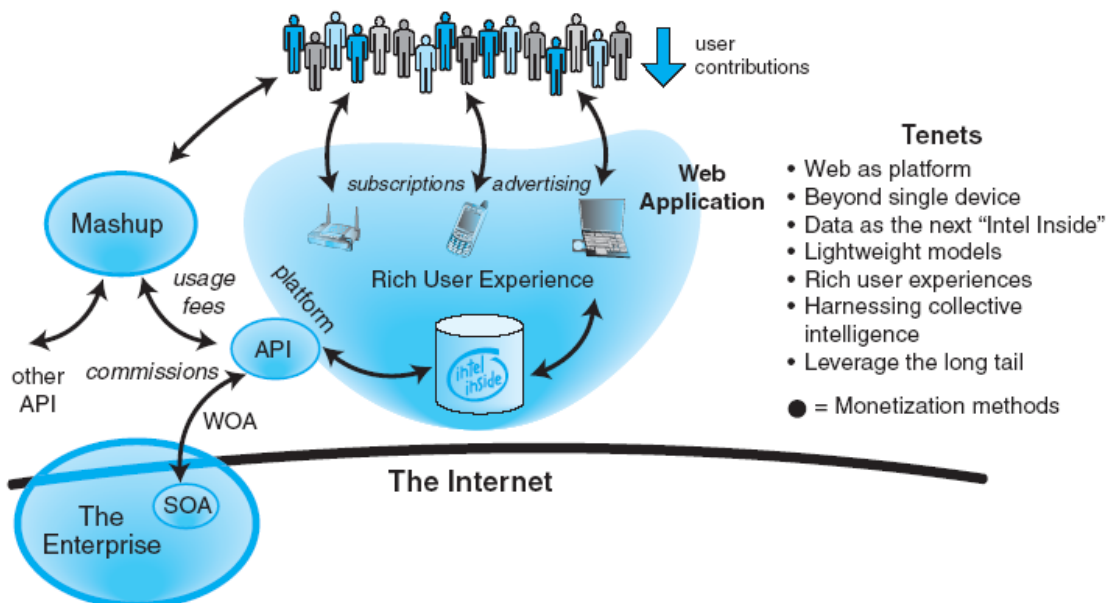 user
contributions
Tenets
• Web as platform
• Beyond single device
• Data as the next “Intel Inside”
• Lightweight models
• Rich user experiences
• Harnessing collective
intelligence
• Leverage the long tail
● = Monetization methods
subscriptions advertising
Web
Application
Mashup
Rich User Experience
usage
fees
platform
API
intel
inside
other
API
commissions
WOA
The Internet
SOA
The
Enterprise